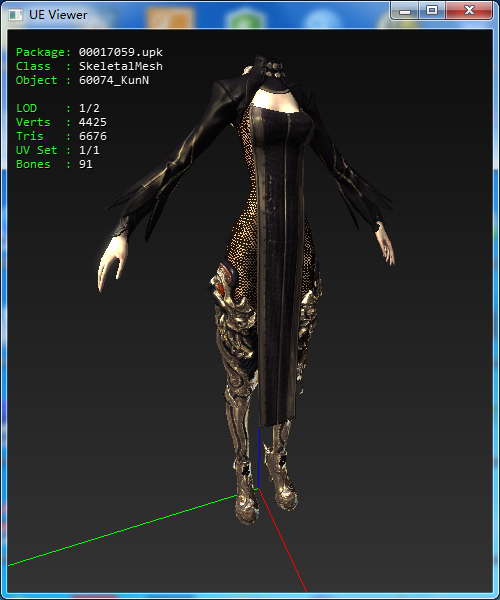 UE Viewer
Package: 00017059.upk
Class : SkeletalMesh
Object : 60074_KunN
LOD : 1/2
Verts : 4425
Tris : 6676
UV Set : 1/1
Bones : 91